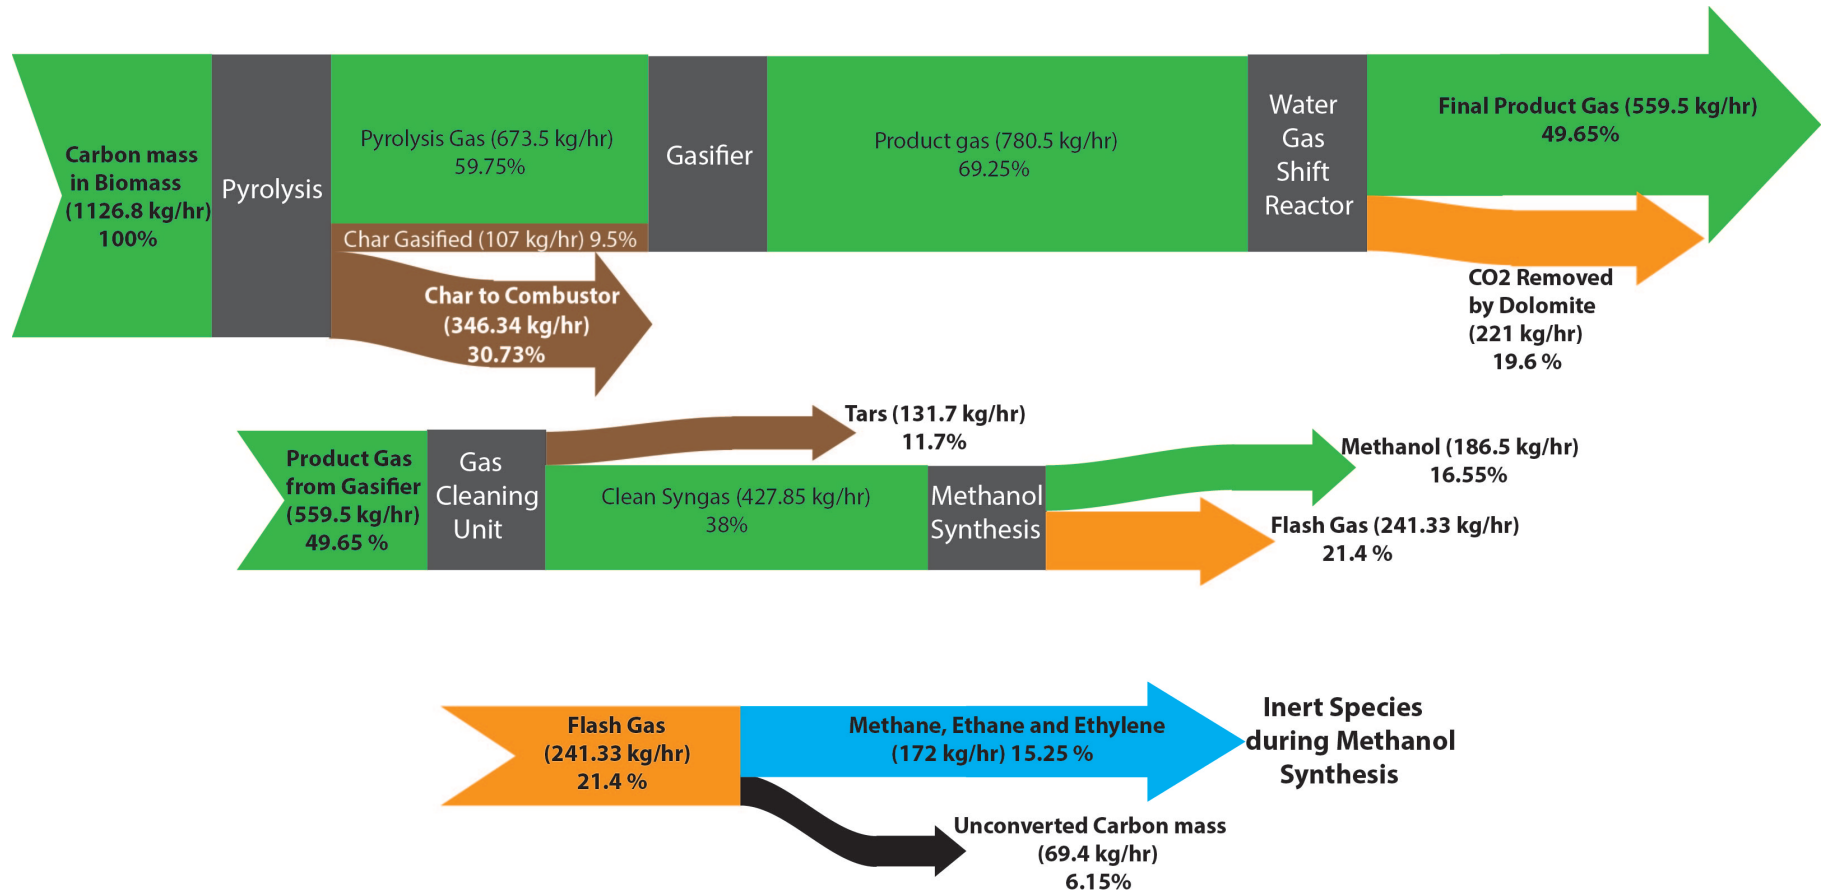 Carbon mass
in Biomass
(1126.8 kg/hr)
100%
Pyrolysis
Pyrolysis Gas (673.5 kg/hr)
59.75%
Char Gasified (107 kg/hr) 9.5%
Char to Combustor
(346.34 kg/hr)
30.73%
Gasifier
Product gas (780.5 kg/hr)
69.25%
Water
Gas
Shift
Reactor
Final Product Gas (559.5 kg/hr)
49.65%
CO2 Removed
by Dolomite
(221 kg/hr)
19.6 %
Product Gas
from Gasifier
(559.5 kg/hr)
49.65 %
Gas
Cleaning
Unit
Tars (131.7 kg/hr)
11.7%
Clean Syngas (427.85 kg/hr)
38%
Methanol
Synthesis
Methanol (186.5 kg/hr)
16.55%
Flash Gas (241.33 kg/hr)
21.4 %
Flash Gas
(241.33 kg/hr)
21.4 %
Methane, Ethane and Ethylene
(172 kg/hr) 15.25 %
Inert Species
during Methanol
Synthesis
Unconverted Carbon mass
(69.4 kg/hr)
6.15%